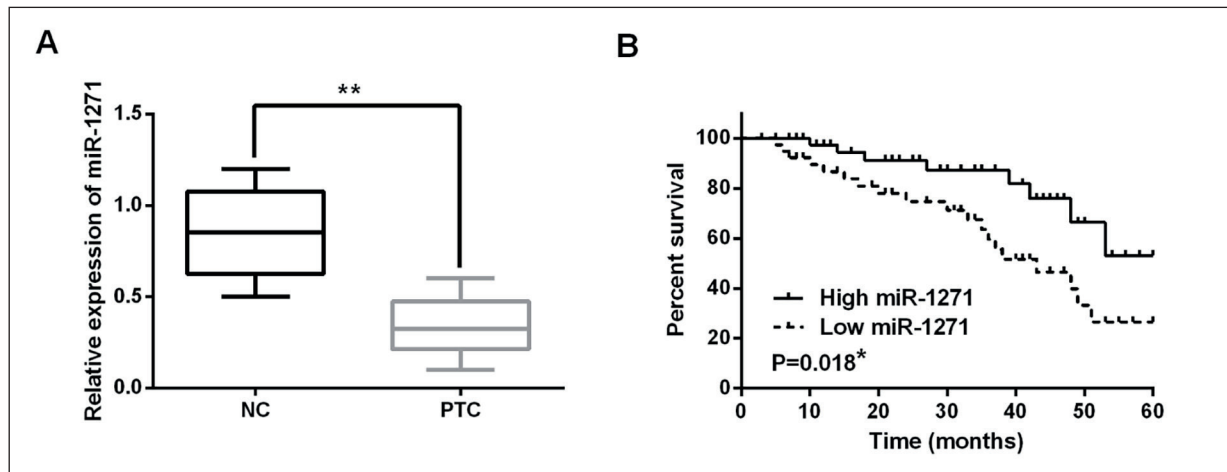 A
**
Relative expression of miR-1271
1.5
1.0
0.5
0.0
NC
PTC
B
Percent survival
100
80
60
40
20
0
High miR-1271
Low miR-1271
P=0.018*
0
10
20
30
40
50
60
Time (months)